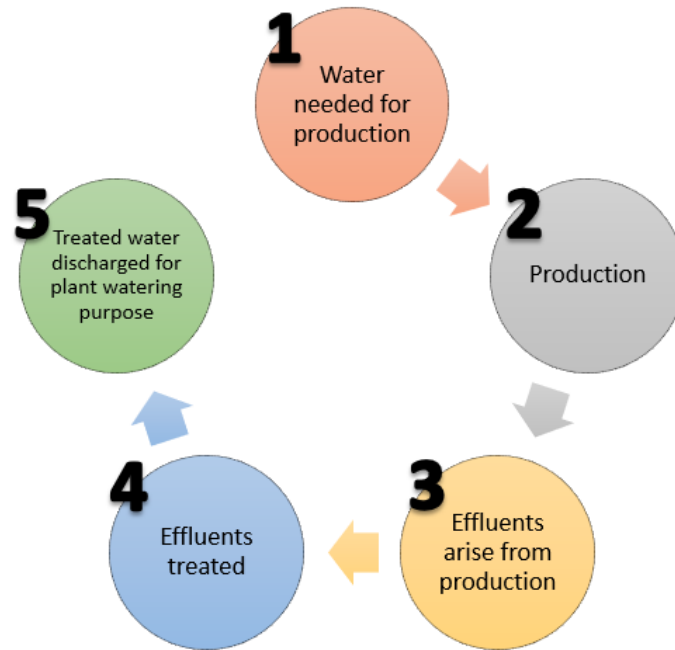 1
Water
needed for
production
2
Production
3
Effluents
arise from
production
4
Effluents
treated
5
Treated water
discharged for
plant watering
purpose